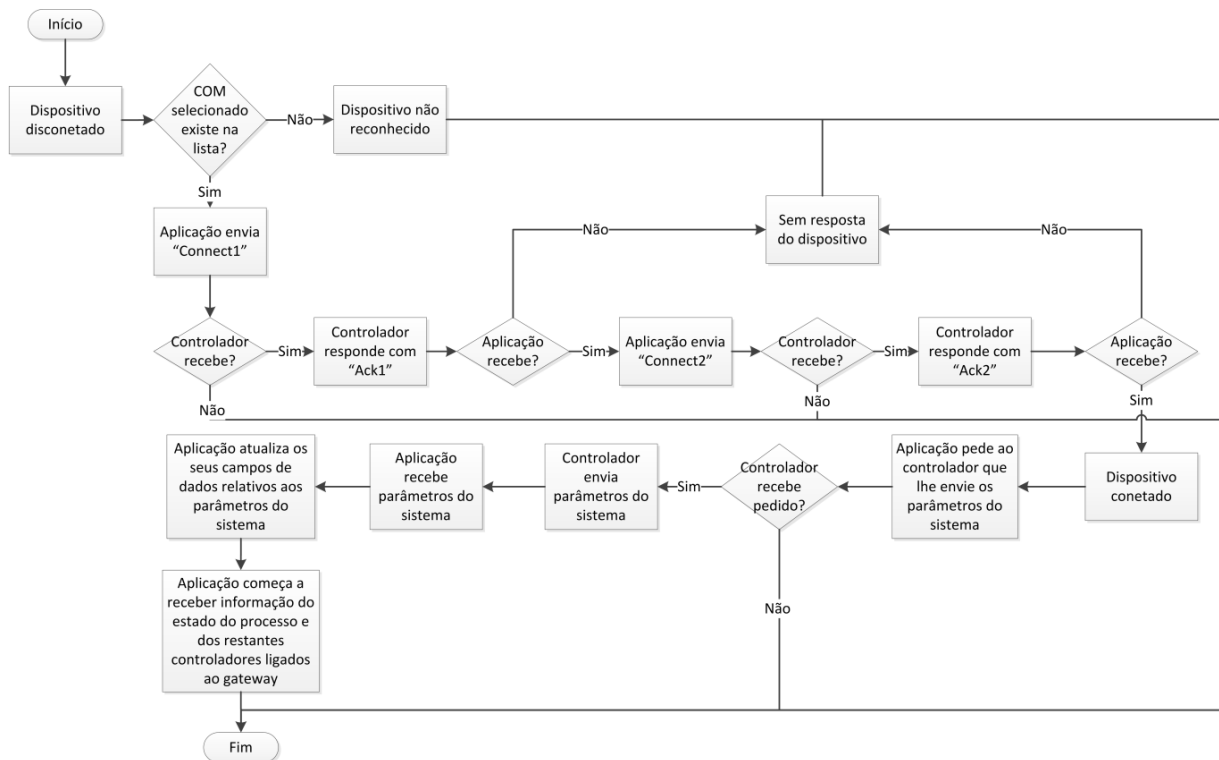 Início
Dispositivo
disconetado
COM
selecionado
existe na
lista?
Não
Dispositivo não
reconhecido
Sim
Aplicação envia
“Connect1”
Não
Sem resposta
do dispositivo
Não
Controlador
recebe?
Sim
Controlador
responde com
“Ack1”
Aplicação
recebe?
Sim
Aplicação envia
“Connect2”
Controlador
recebe?
Sim
Controlador
responde com
“Ack2”
Aplicação
recebe?
Não
Não
Sim
Dispositivo
conetado
Aplicação pede ao
controlador que
lhe envie os
parâmetros do
sistema
Controlador
recebe
pedido?
Sim
Controlador
envia
parâmetros do
sistema
Aplicação
recebe
parâmetros do
sistema
Aplicação atualiza os
seus campos de
dados relativos aos
parâmetros do
sistema
Não
Aplicação começa a
receber informação do
estado do processo e
dos restantes
controladores ligados
ao gateway
Fim